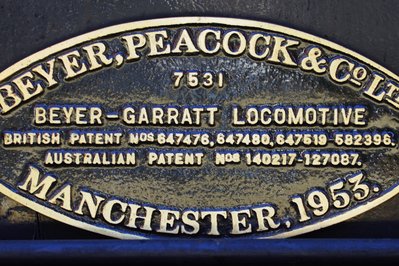 BEYER, PEACOCK & Co. LTD
7531
BEYER-GARRATT LOCOMOTIVE
BRITISH PATENT Nos 647476, 647480, 647519-582396.
AUSTRALIAN PATENT Nos 140217-127087.
MANCHESTER, 1953.